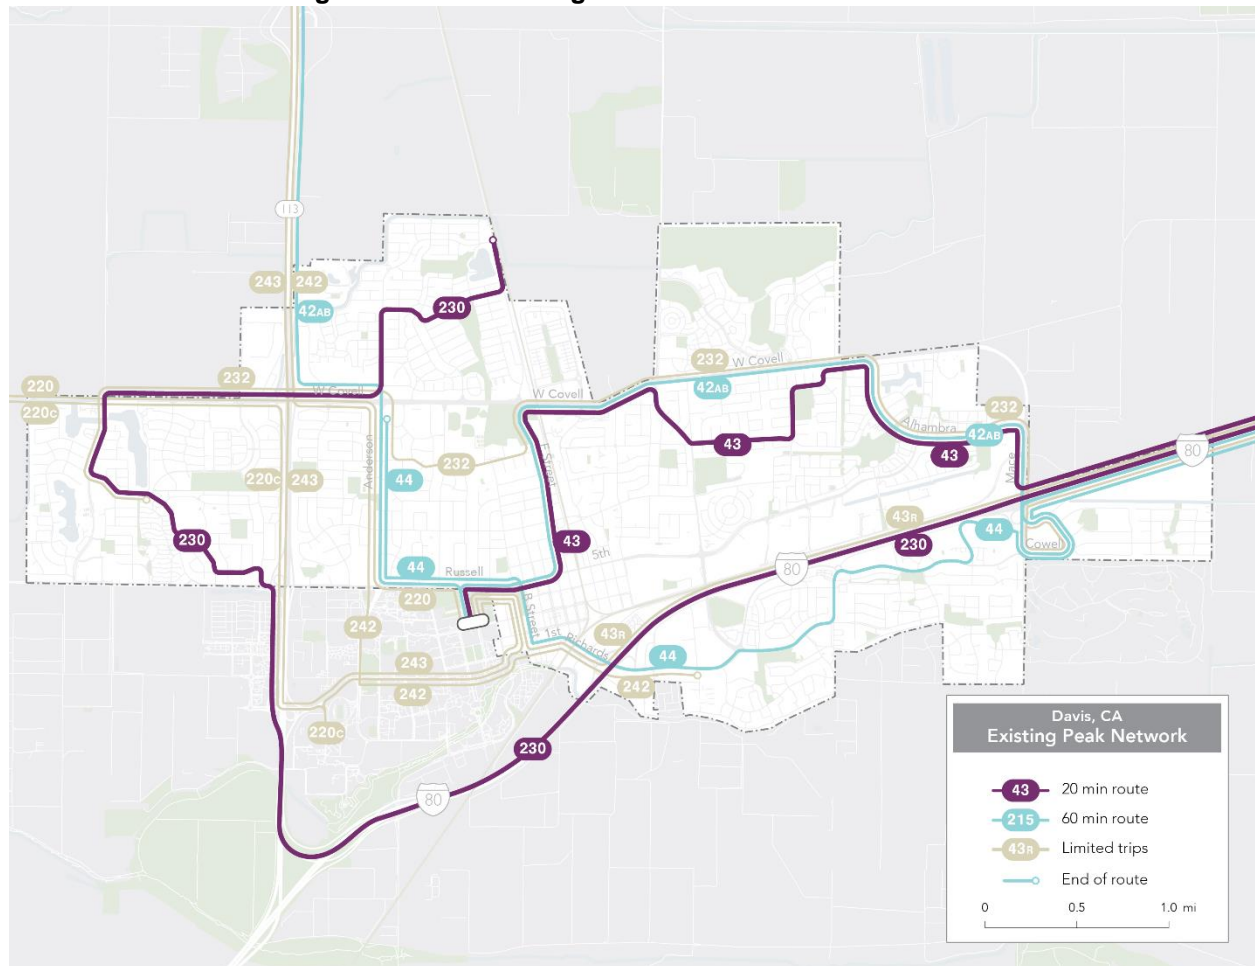 113
243
242
42AB
230
220
220C
232
W Covell
W Covell
232
W Covell
42AB
Alhambra
232
42AB
43
43
Mace
80
Anderson
232
F Street
220C
243
44
230
43
5th
43R
230
44
Cowell
80
44
Russell
220
B Street
242
1st
Richards
43R
44
243
242
242
220C
230
80
Davis, CA
Existing Peak Network
43 20 min route
215 60 min route
43R Limited trips
End of route
0 0.5 1.0 mi